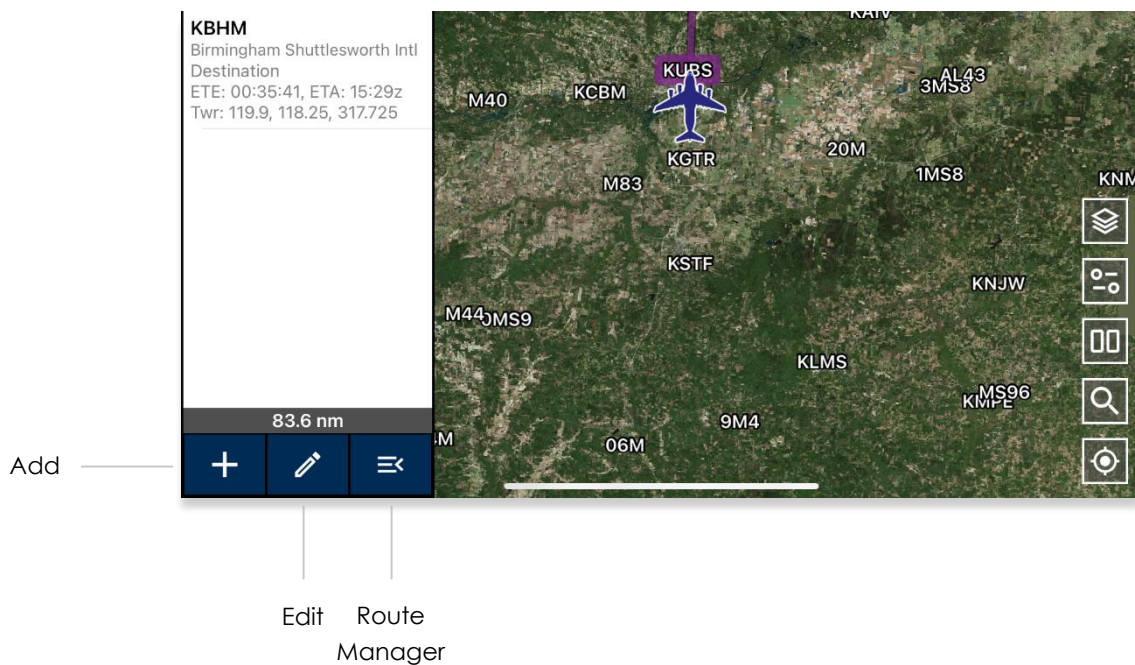 KBHM
Birmingham Shuttlesworth Intl
Destination
ETE: 00:35:41, ETA: 15:29z
Twr: 119.9, 118.25, 317.725
83.6 nm
KUBS
AL43
3MS8
M40
KCBM
20M
KGTR
1MS8
M83
KSTF
KNJW
M44
0MS9
KLMS
MS96
KMPE
9M4
06M
Add
Edit
Route
Manager